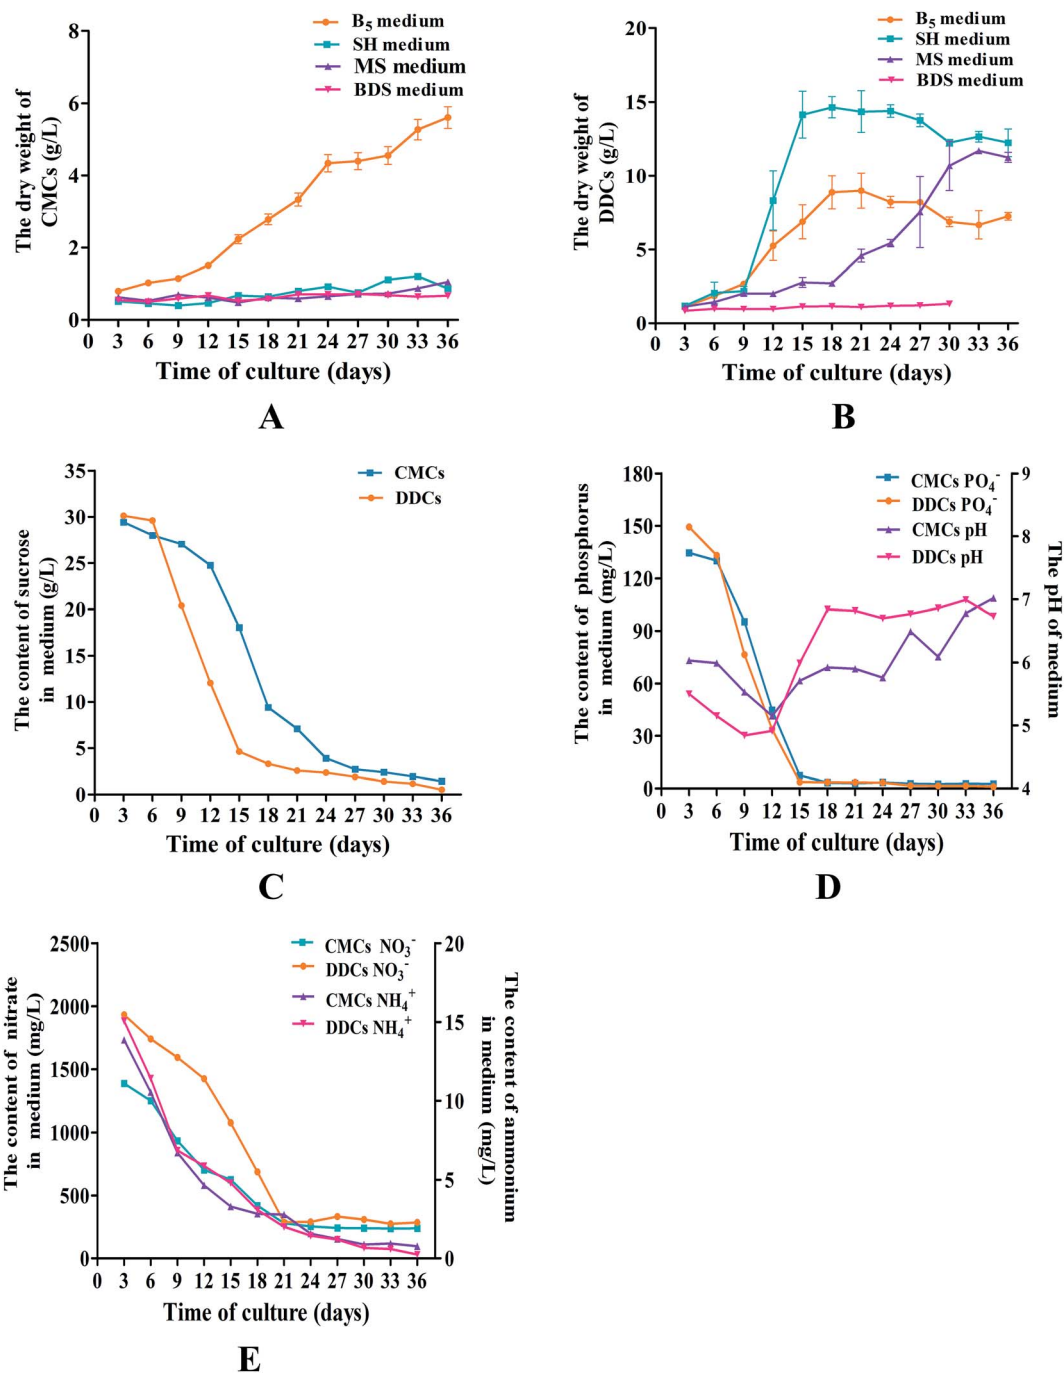 B5 medium
SH medium
MS medium
BDS medium
8
6
4
2
0
The dry weight of
CMCs (g/L)
0 3 6 9 12 15 18 21 24 27 30 33 36
Time of culture (days)
A
B5 medium
SH medium
MS medium
BDS medium
20
15
10
5
0
The dry weight of
DDCs (g/L)
0 3 6 9 12 15 18 21 24 27 30 33 36
Time of culture (days)
B
CMCs
DDCs
35
30
25
20
15
10
5
0
The content of sucrose
in medium (g/L)
0 3 6 9 12 15 18 21 24 27 30 33 36
Time of culture (days)
C
CMCs PO4-
DDCs PO4-
CMCs pH
DDCs pH
180
150
120
90
60
30
0
The content of phosphorus
in medium (mg/L)
9
8
7
6
5
4
The pH of medium
0 3 6 9 12 15 18 21 24 27 30 33 36
Time of culture (days)
D
CMCs NO3-
DDCs NO3-
CMCs NH4+
DDCs NH4+
2500
2000
1500
1000
500
0
The content of nitrate
in medium (mg/L)
20
15
10
5
0
The content of ammonium
in medium (mg/L)
0 3 6 9 12 15 18 21 24 27 30 33 36
Time of culture (days)
E